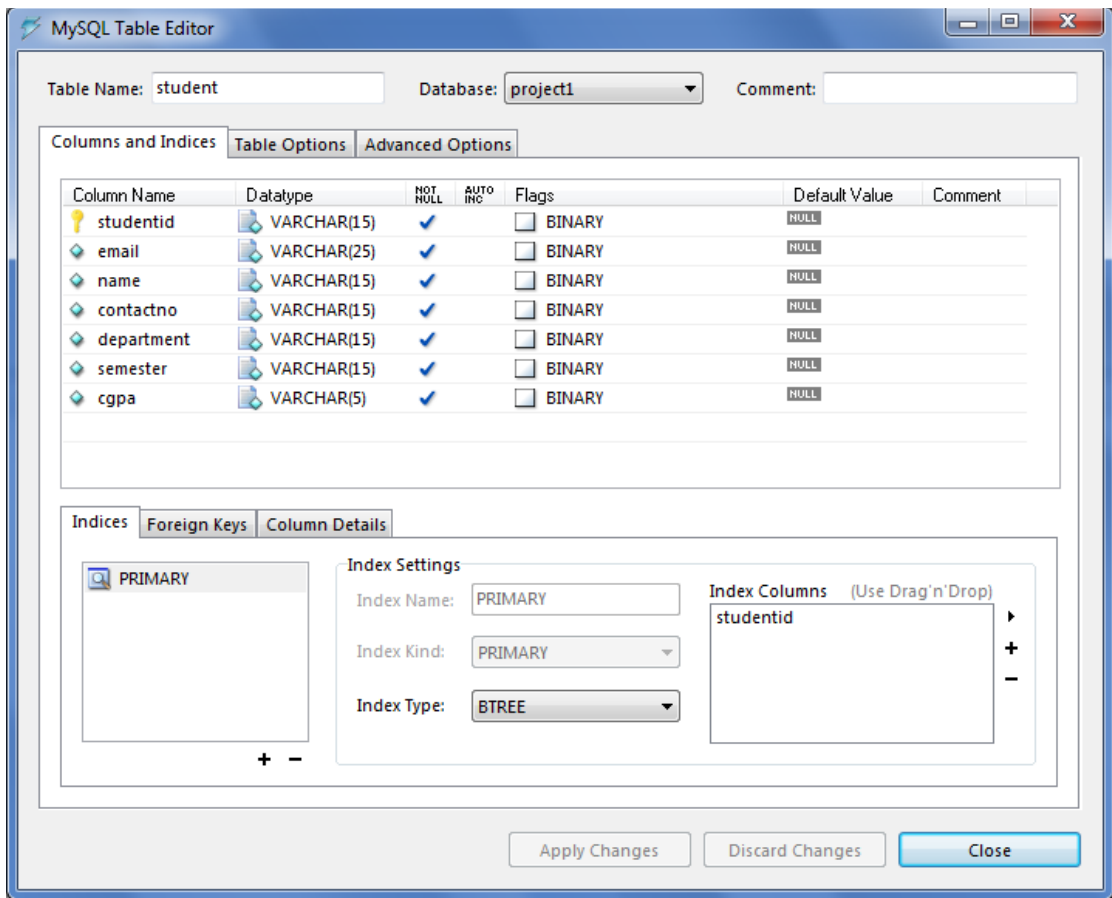 MySQL Table Editor
Table Name: student Database: project1 Comment:
Columns and Indices Table Options Advanced Options
Column Name Datatype NOT NULL AUTO INC Flags Default Value Comment
studentid VARCHAR(15) BINARY NULL
email VARCHAR(25) BINARY NULL
name VARCHAR(15) BINARY NULL
contactno VARCHAR(15) BINARY NULL
department VARCHAR(15) BINARY NULL
semester VARCHAR(15) BINARY NULL
cgpa VARCHAR(5) BINARY NULL
Indices Foreign Keys Column Details
PRIMARY
Index Settings
Index Name: PRIMARY
Index Kind: PRIMARY
Index Type: BTREE
Index Columns (Use Drag'n'Drop)
studentid
Apply Changes Discard Changes Close